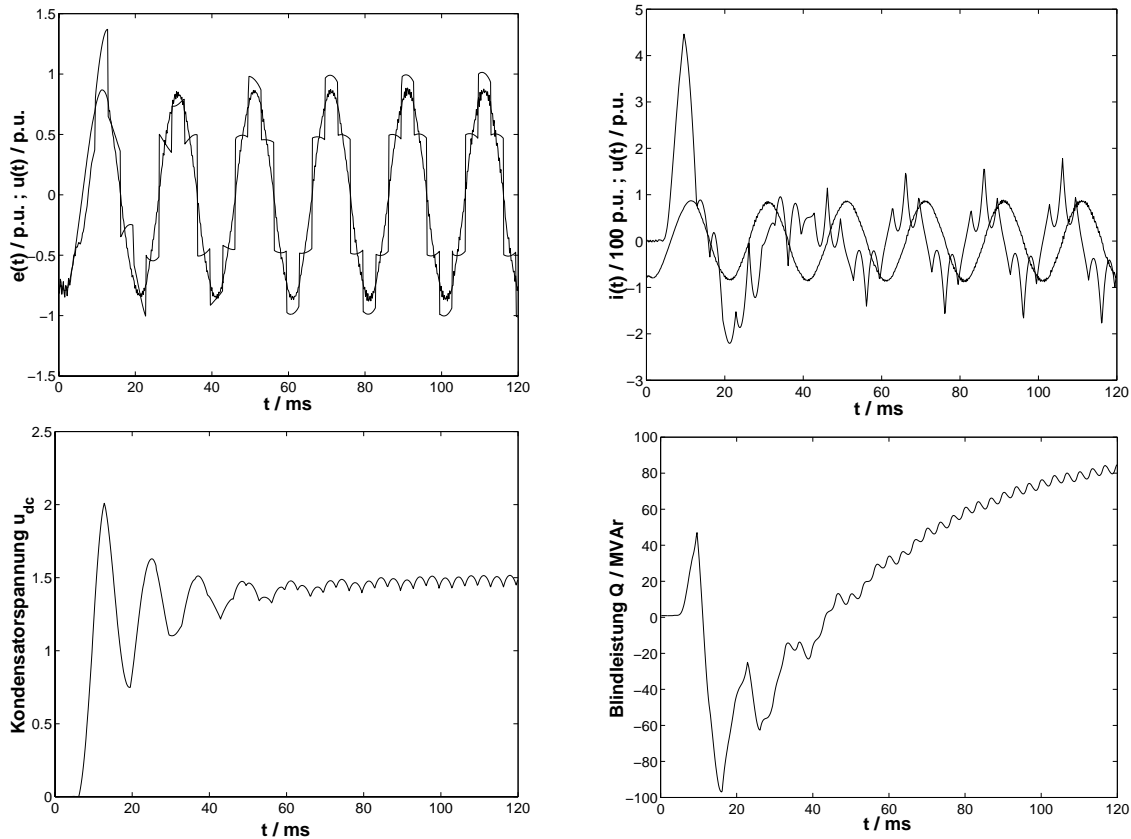 1.5
1
0.5
0
−0.5
−1
−1.5
e(t) / p.u. ; u(t) / p.u.
0 20 40 60 80 100 120
t / ms
5
4
3
2
1
0
−1
−2
−3
i(t) / 100 p.u. ; u(t) / p.u.
0 20 40 60 80 100 120
t / ms
2.5
2
1.5
1
0.5
0
Kondensatorspannung u_dc
0 20 40 60 80 100 120
t / ms
100
80
60
40
20
0
−20
−40
−60
−80
−100
Blindleistung Q / MVAr
0 20 40 60 80 100 120
t / ms